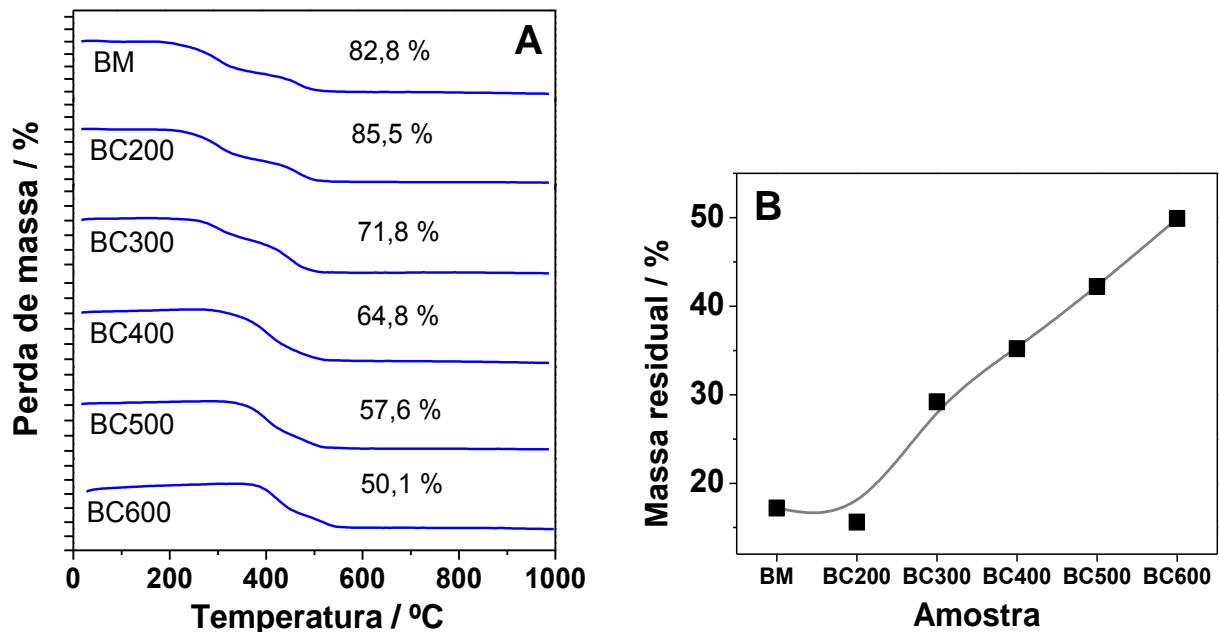 A
Perda de massa / %
BM
82,8 %
BC200
85,5 %
BC300
71,8 %
BC400
64,8 %
BC500
57,6 %
BC600
50,1 %
0 200 400 600 800 1000
Temperatura / ºC
B
Massa residual / %
50
40
30
20
BM BC200 BC300 BC400 BC500 BC600
Amostra